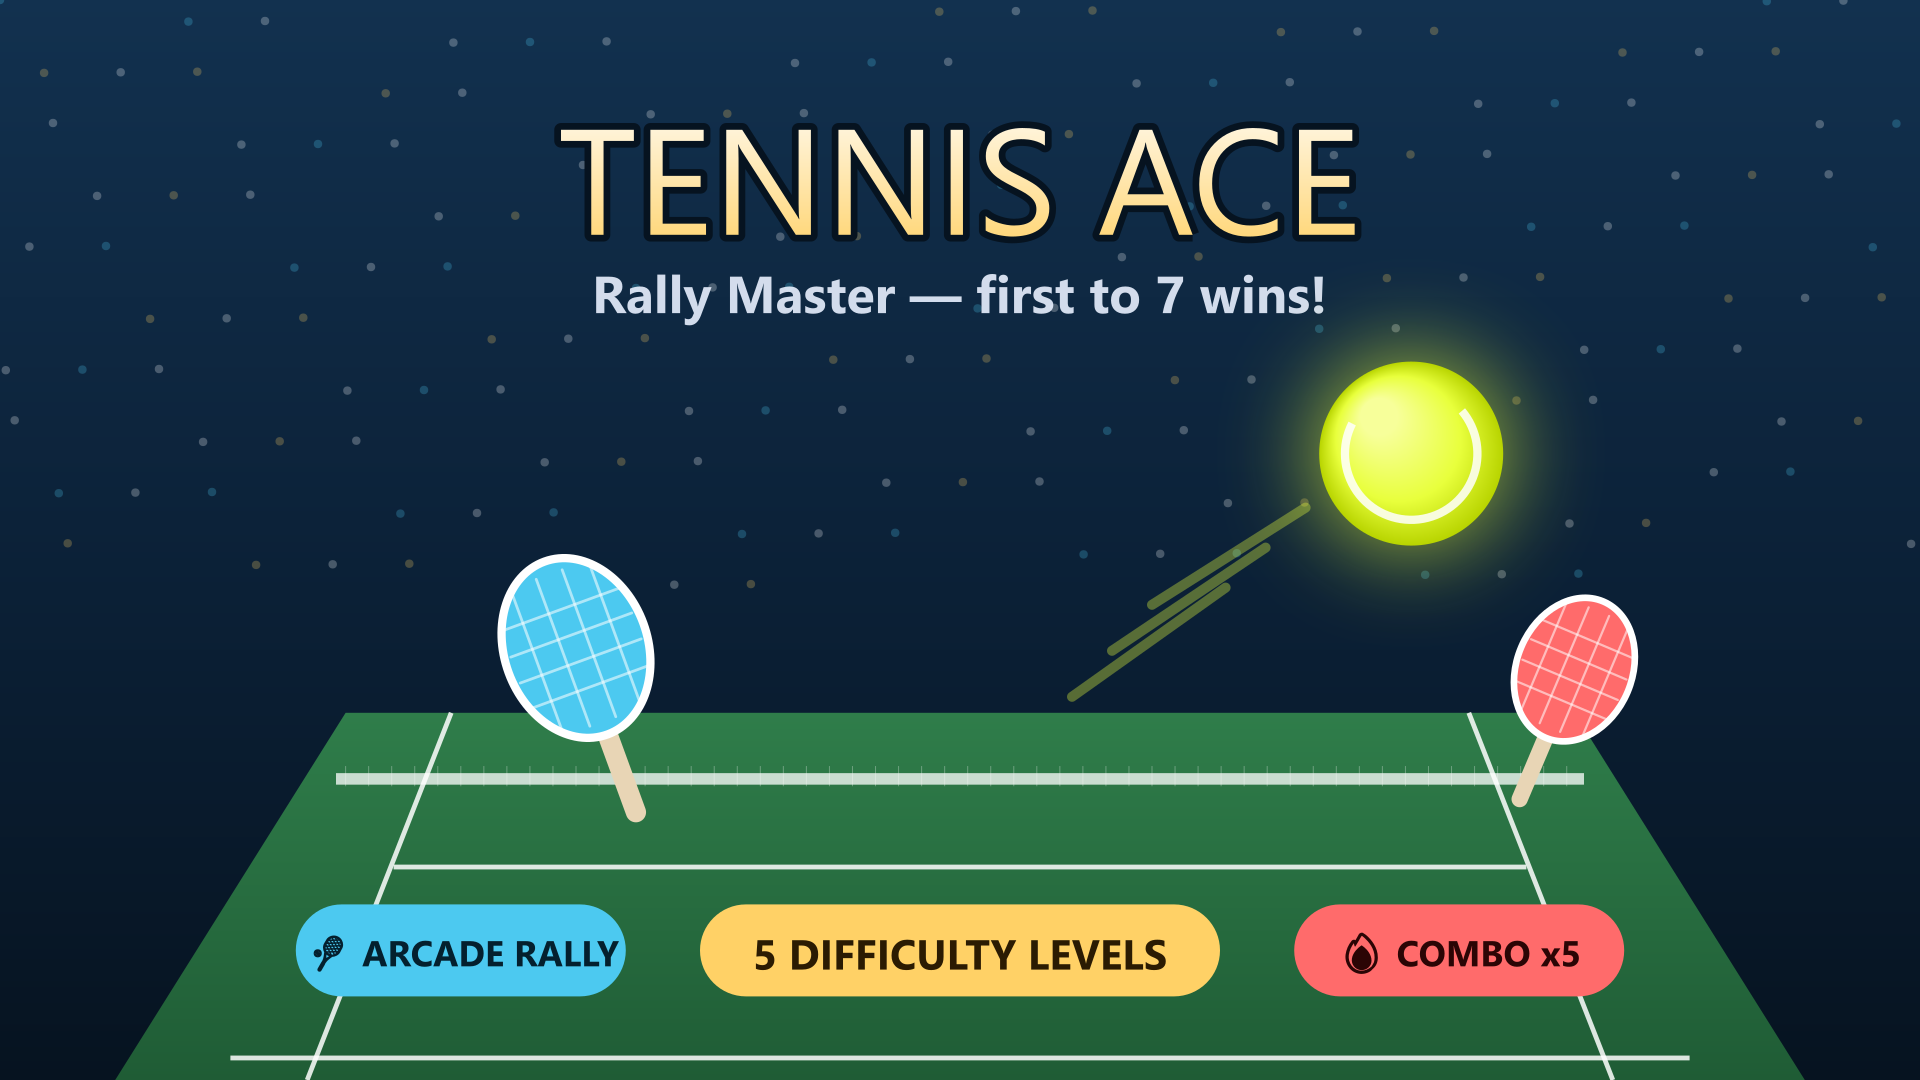 TENNIS ACE
Rally Master — first to 7 wins!
ARCADE RALLY
5 DIFFICULTY LEVELS
COMBO x5